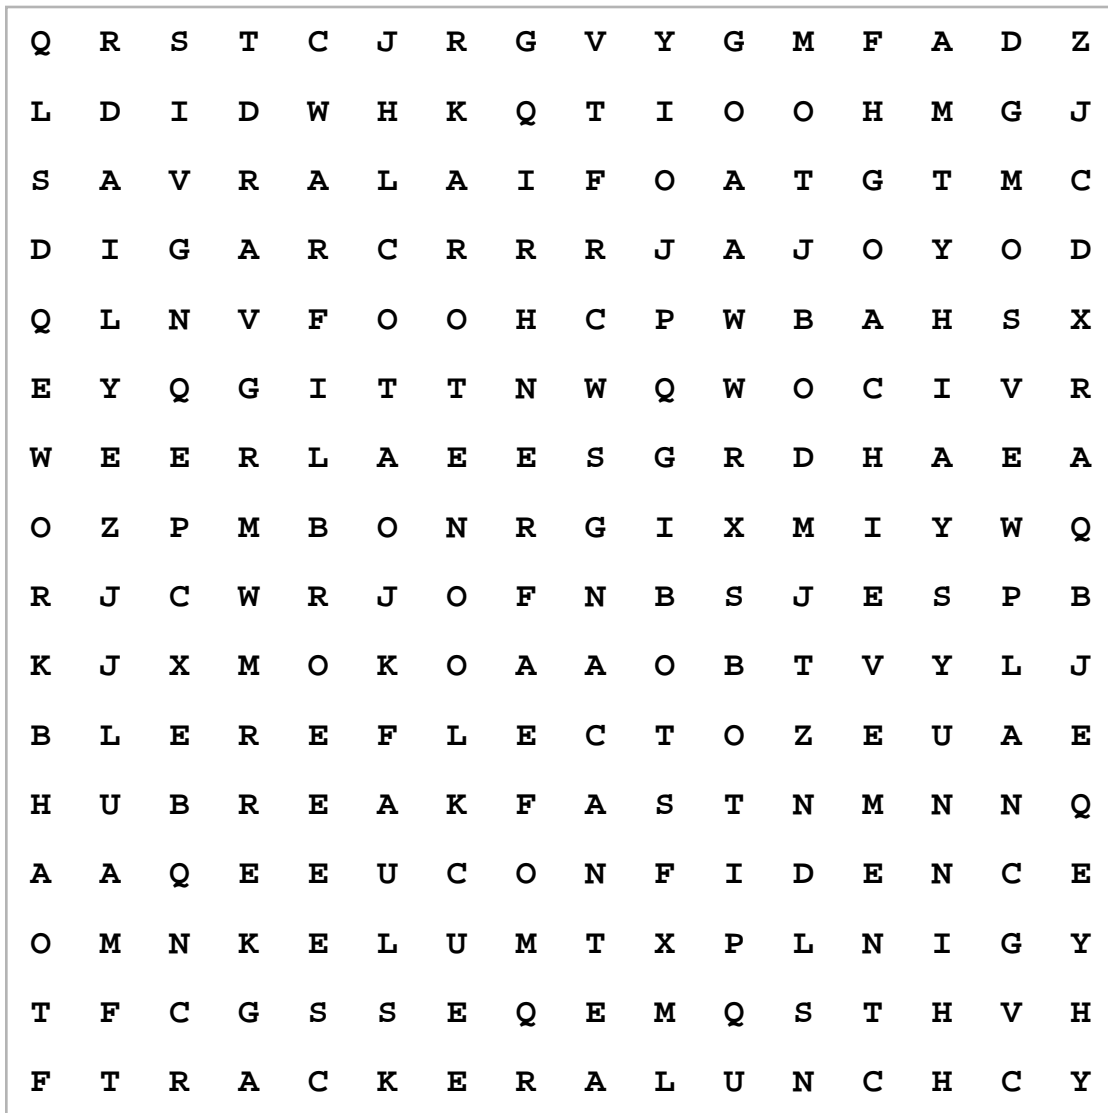 Q R S T C J R G V Y G M F A D Z
L D I D W H K Q T I O O H M G J
S A V R A L A I F O A T G T M C
D I G A R C R R R J A J O Y O D
Q L N V F O O H C P W B A H S X
E Y Q G I T T N W Q W O C I V R
W E E R L A E E S G R D H A E A
O Z P M B O N R G I X M I Y W Q
R J C W R J O F N B S J E S P B
K J X M O K O A A O B T V Y L J
B L E R E F L E C T O Z E U A E
H U B R E A K F A S T N M N N Q
A A Q E E U C O N F I D E N C E
O M N K E L U M T X P L N I G Y
T F C G S S E Q E M Q S T H V H
F T R A C K E R A L U N C H C Y